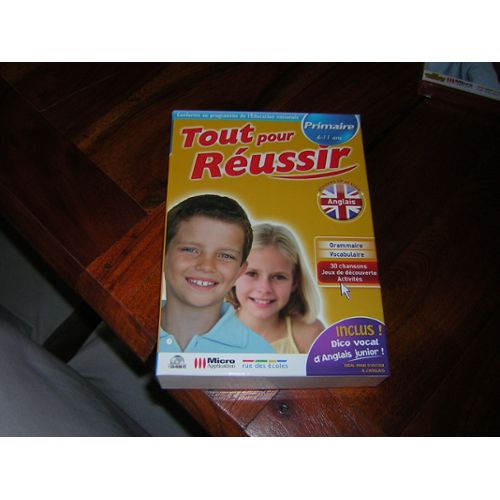 Conforme au programme de l'Éducation nationale
Primaire
6-11 ans
Tout pour
Réussir
Anglais
Grammaire
Vocabulaire
30 chansons
Jeux de découverte
Activités
INCLUS !
Dico vocal
d'Anglais junior !
Micro
Application
rue des écoles